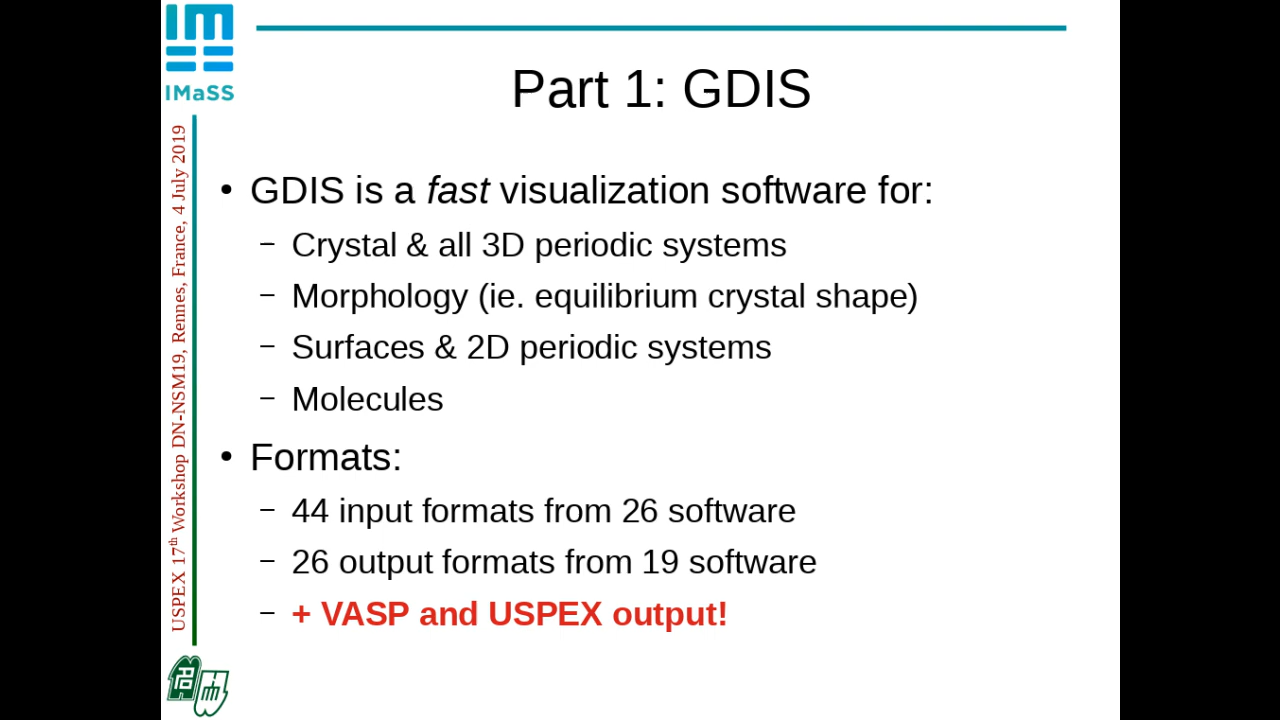 IMaSS
Part 1: GDIS
USPEX 17th Workshop DN-NSM19, Rennes, France, 4 July 2019
• GDIS is a fast visualization software for:
– Crystal & all 3D periodic systems
– Morphology (ie. equilibrium crystal shape)
– Surfaces & 2D periodic systems
– Molecules
• Formats:
– 44 input formats from 26 software
– 26 output formats from 19 software
– + VASP and USPEX output!